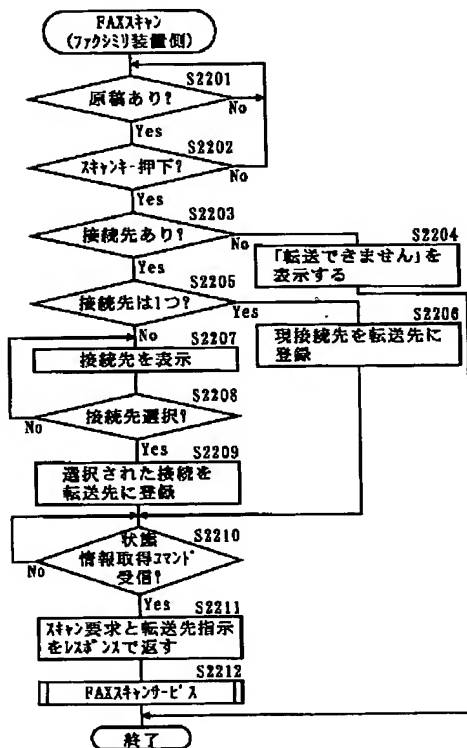 FAXスキャン
(ファクシミリ装置側)
S2201
原稿あり?
No
Yes
S2202
スキャンキー押下?
No
Yes
S2203
接続先あり?
No
S2204
「転送できません」を
表示する
Yes
S2205
接続先は1つ?
Yes
S2206
現接続先を転送先に
登録
No
S2207
接続先を表示
S2208
接続先選択?
No
Yes
S2209
選択された接続を
転送先に登録
S2210
状態
情報取得コマンド
受信?
No
Yes
S2211
スキャン要求と転送先指示
をレスポンスで返す
S2212
FAXスキャンサービス
終了